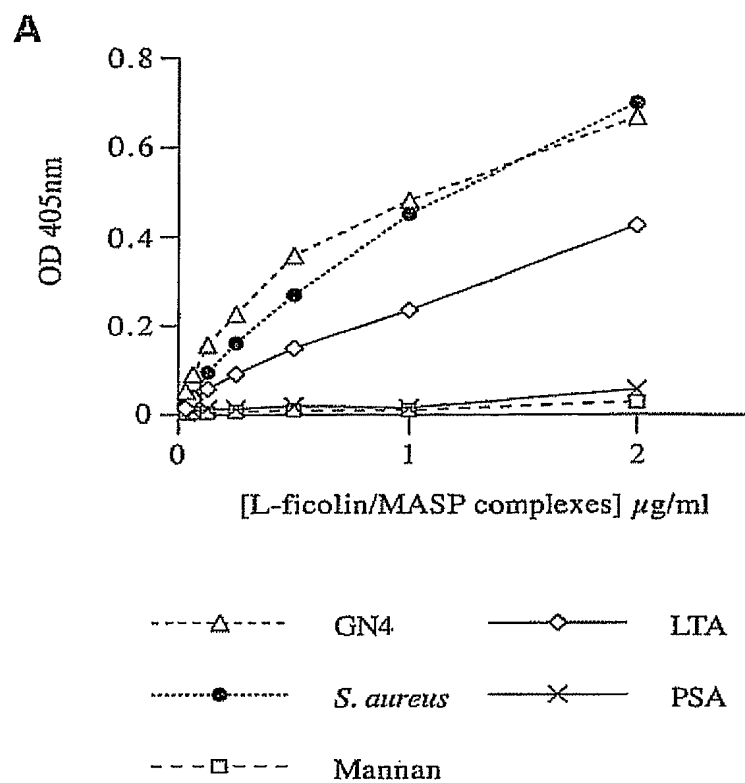 A
0.8
0.6
0.4
0.2
0
OD 405nm
0 1 2
[L-ficolin/MASP complexes] µg/ml
GN4 LTA
S. aureus PSA
Mannan